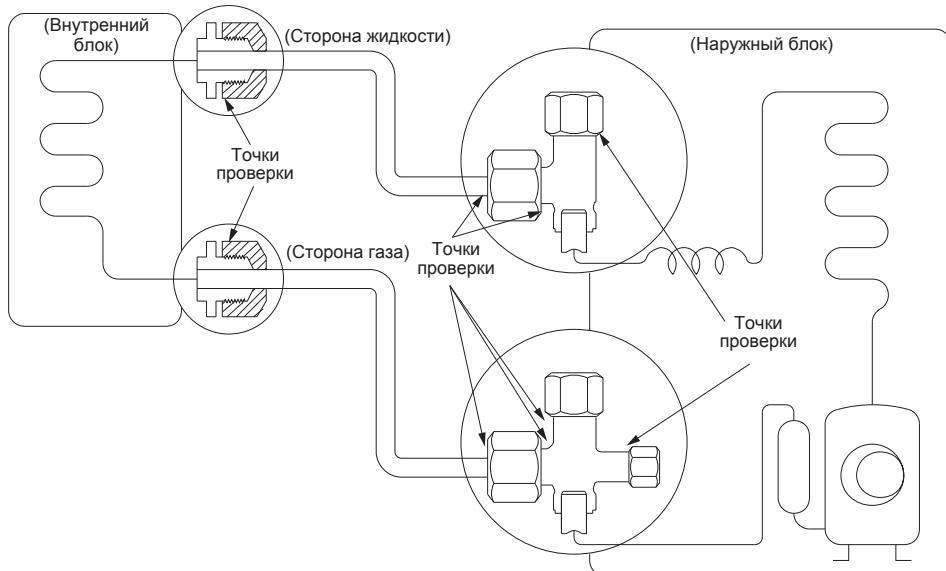 (Внутренний
блок)
(Сторона жидкости)
(Наружный блок)
Точки
проверки
(Сторона газа)
Точки
проверки
Точки
проверки